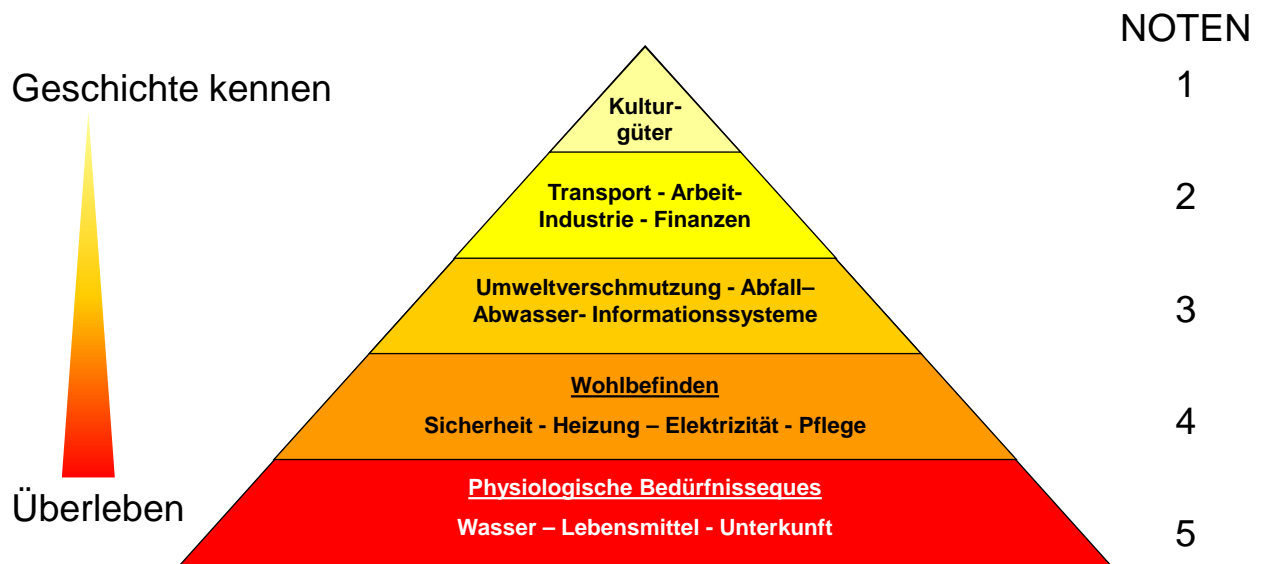 NOTEN
Geschichte kennen
1
Kultur-
güter
Transport - Arbeit-
Industrie - Finanzen
2
Umweltverschmutzung - Abfall–
Abwasser- Informationssysteme
3
Wohlbefinden
Sicherheit - Heizung – Elektrizität - Pflege
4
Physiologische Bedürfnisseques
Überleben
Wasser – Lebensmittel - Unterkunft
5